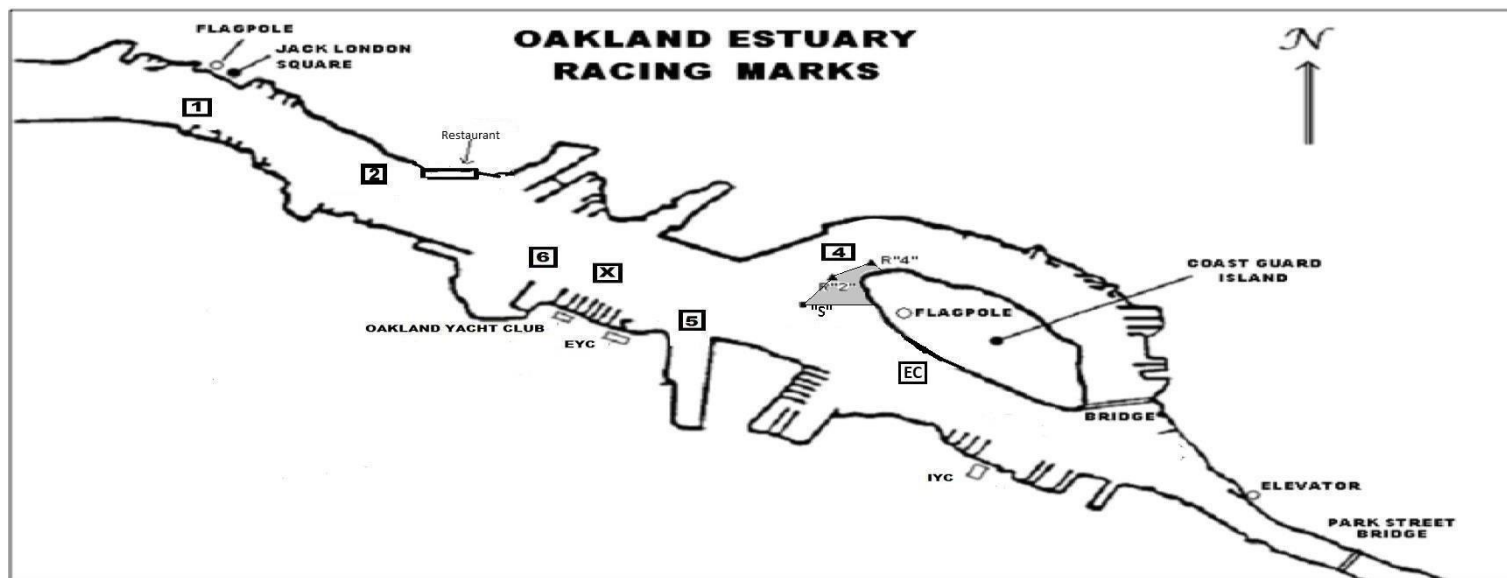 OAKLAND ESTUARY
RACING MARKS
N
FLAGPOLE
JACK LONDON
SQUARE
1
Restaurant
2
6
X
4
R"4"
R"2"
"S"
COAST GUARD
ISLAND
FLAGPOLE
5
OAKLAND YACHT CLUB
EYC
EC
BRIDGE
IYC
ELEVATOR
PARK STREET
BRIDGE